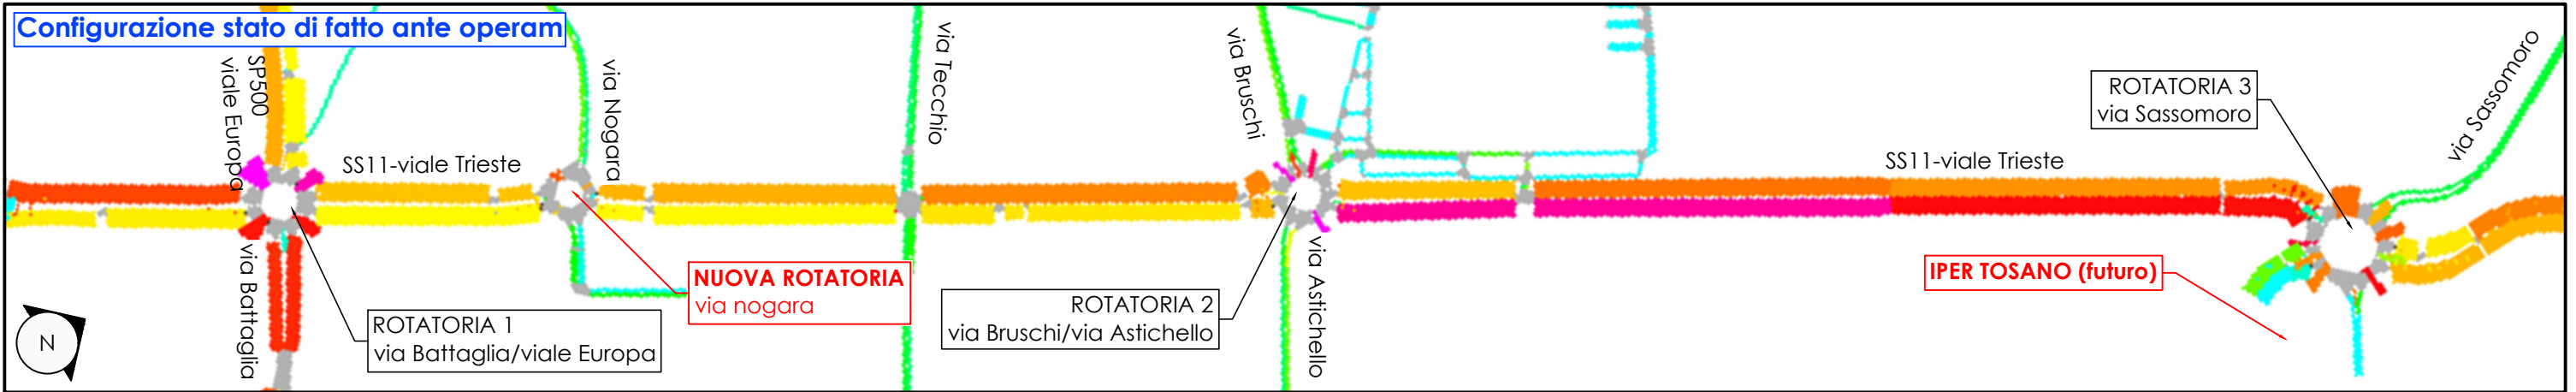 Configurazione stato di fatto ante operam
SP500
viale Europa
via Nogara
via Tecchio
via Bruschi
ROTATORIA 3
via Sassomoro
via Sassomoro
SS11-viale Trieste
SS11-viale Trieste
NUOVA ROTATORIA
via nogara
IPER TOSANO (futuro)
via Battaglia
ROTATORIA 1
via Battaglia/viale Europa
ROTATORIA 2
via Bruschi/via Astichello
via Astichello
N